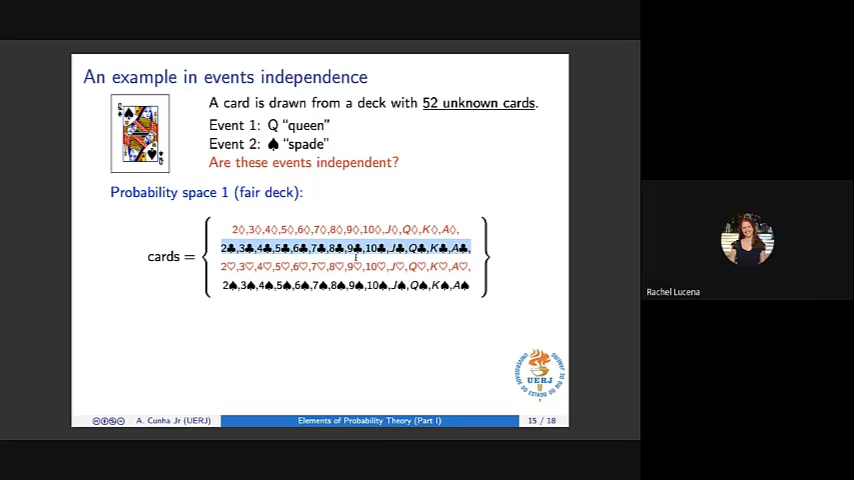 An example in events independence
A card is drawn from a deck with 52 unknown cards.
Event 1: Q "queen"
Event 2: ♠ "spade"
Are these events independent?
Probability space 1 (fair deck):
2♢,3♢,4♢,5♢,6♢,7♢,8♢,9♢,10♢,J♢,Q♢,K♢,A♢,
2♣,3♣,4♣,5♣,6♣,7♣,8♣,9♣,10♣,J♣,Q♣,K♣,A♣,
cards =
2♡,3♡,4♡,5♡,6♡,7♡,8♡,9♡,10♡,J♡,Q♡,K♡,A♡,
2♠,3♠,4♠,5♠,6♠,7♠,8♠,9♠,10♠,J♠,Q♠,K♠,A♠
Rachel Lucena
UERJ
A. Cunha Jr (UERJ)
Elements of Probability Theory (Part I)
15 / 18